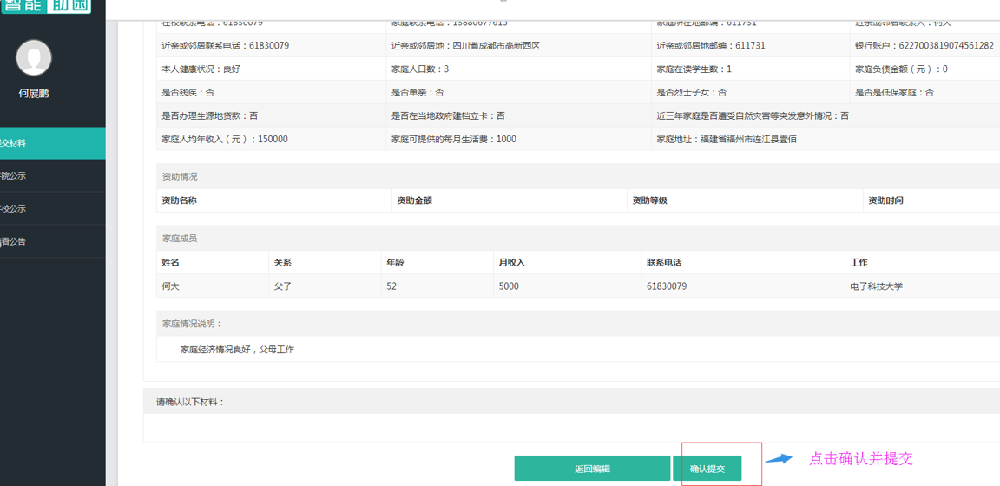 智能 助困
何展鹏
交材料
院公示
校公示
看公告
在校联系电话：61830079 家庭联系电话：15880677615 家庭所在地邮编：611731 近亲或邻居联系人：何大
近亲或邻居联系电话：61830079 近亲或邻居地：四川省成都市高新西区 近亲或邻居地邮编：611731 银行账户：6227003819074561282
本人健康状况：良好 家庭人口数：3 家庭在读学生数：1 家庭负债金额（元）：0
是否残疾：否 是否单亲：否 是否烈士子女：否 是否是低保家庭：否
是否办理生源地贷款：否 是否在当地政府建档立卡：否 近三年家庭是否遭受自然灾害等突发意外情况：否
家庭人均年收入（元）：150000 家庭可提供的每月生活费：1000 家庭地址：福建省福州市连江县壹佰
资助情况
资助名称 资助金额 资助等级 资助时间
家庭成员
姓名 关系 年龄 月收入 联系电话 工作
何大 父子 52 5000 61830079 电子科技大学
家庭情况说明：
家庭经济情况良好，父母工作
请确认以下材料：
返回编辑 确认提交 点击确认并提交